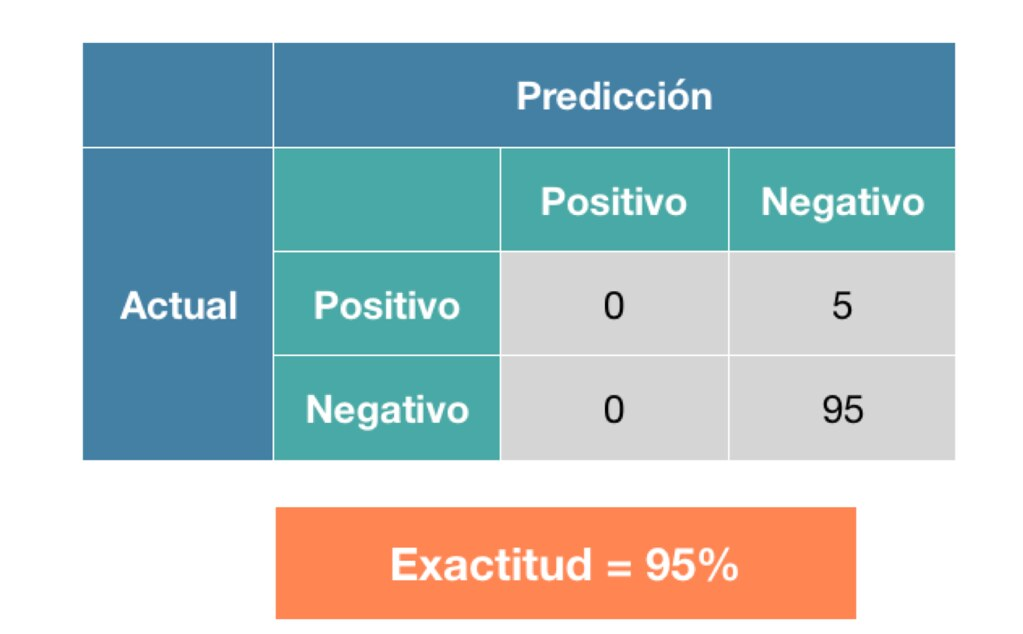 Predicción
Positivo Negativo
Actual Positivo 0 5
Negativo 0 95
Exactitud = 95%